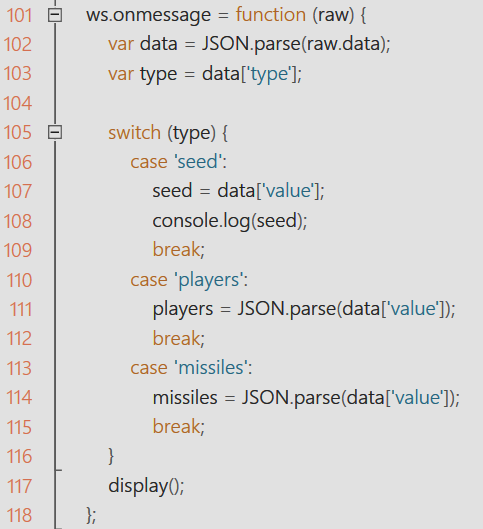 101 ws.onmessage = function (raw) {
102 var data = JSON.parse(raw.data);
103 var type = data['type'];
104
105 switch (type) {
106 case 'seed':
107 seed = data['value'];
108 console.log(seed);
109 break;
110 case 'players':
111 players = JSON.parse(data['value']);
112 break;
113 case 'missiles':
114 missiles = JSON.parse(data['value']);
115 break;
116 }
117 display();
118 };